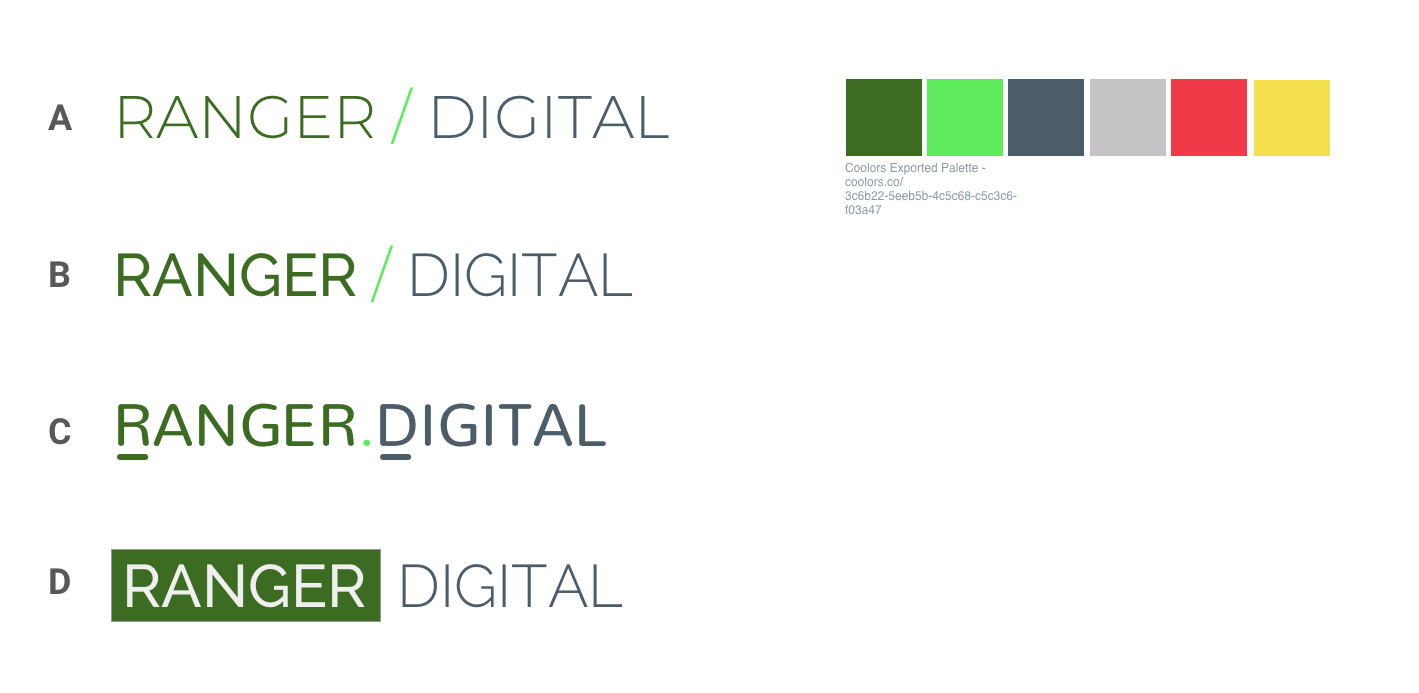 A RANGER / DIGITAL
Coolors Exported Palette -
coolors.co/
3c6b22-5eeb5b-4c5c68-c5c3c6-
f03a47
B RANGER / DIGITAL
C RANGER.DIGITAL
D RANGER DIGITAL